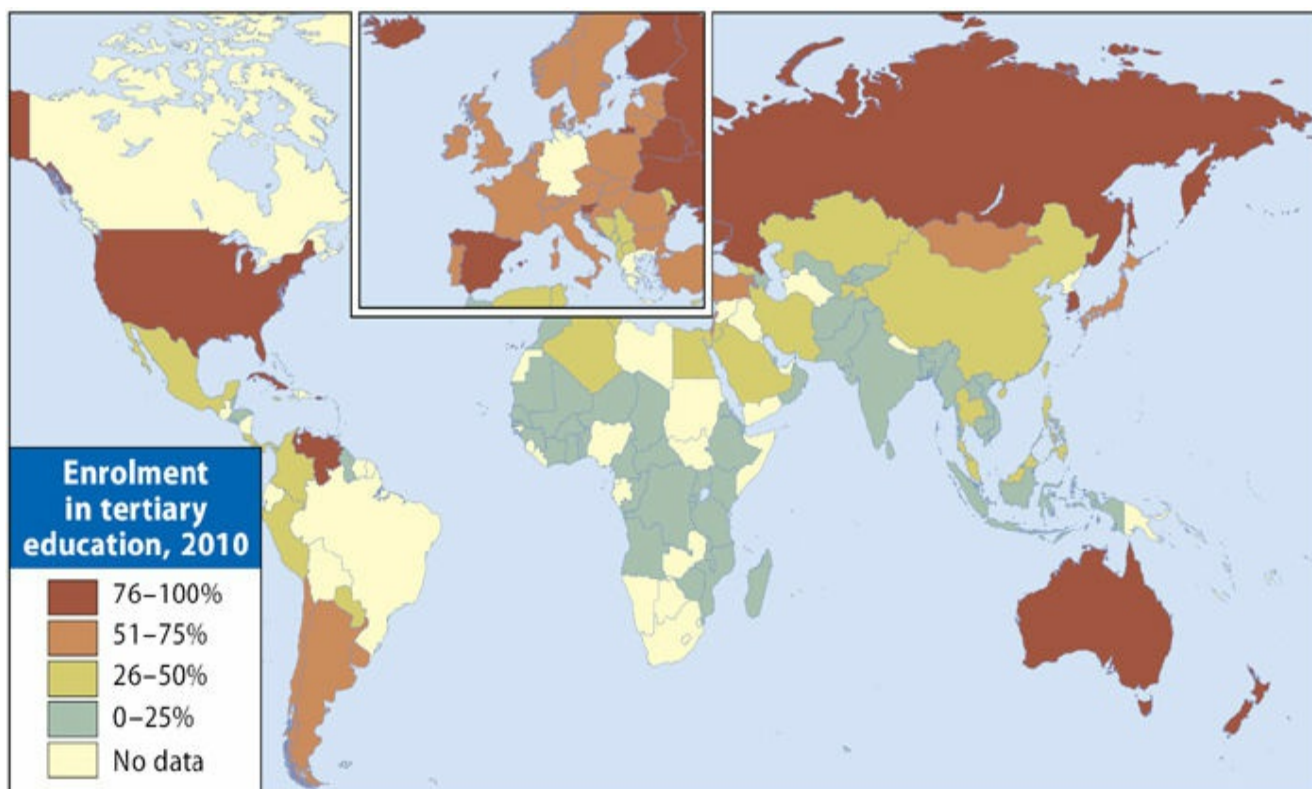 Enrolment
in tertiary
education, 2010
76–100%
51–75%
26–50%
0–25%
No data